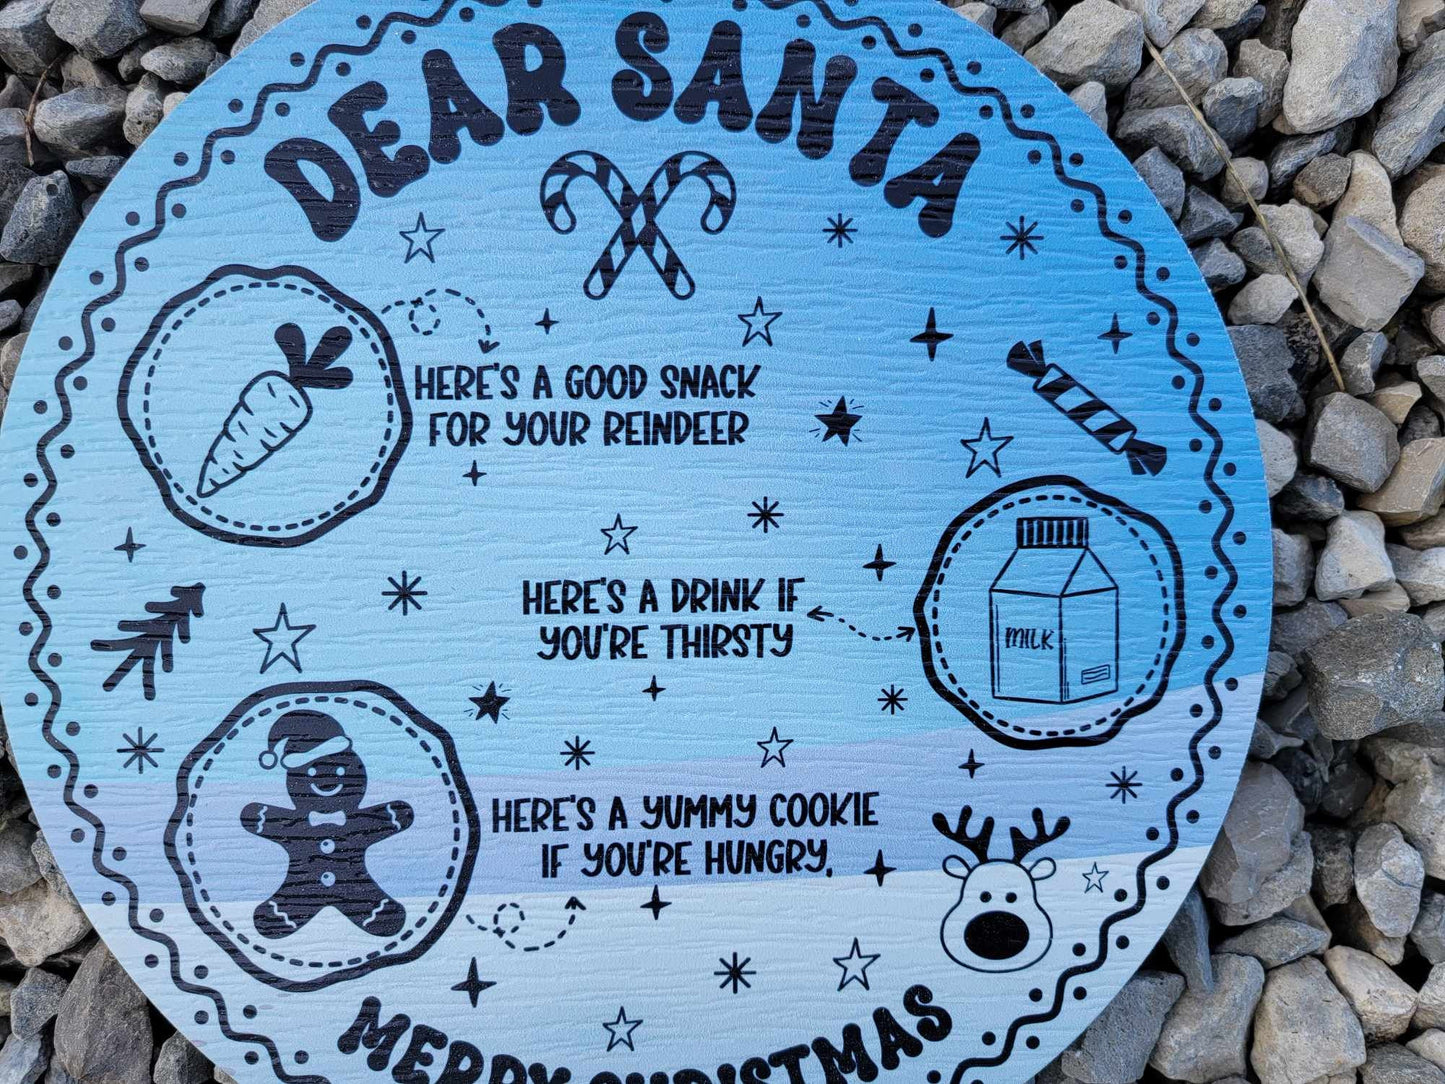 DEAR SANTA
HERE'S A GOOD SNACK
FOR YOUR REINDEER
HERE'S A DRINK IF
YOU'RE THIRSTY
MILK
HERE'S A YUMMY COOKIE
IF YOU'RE HUNGRY,
MERRY CHRISTMAS